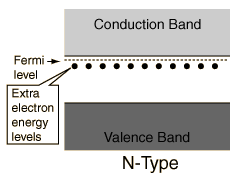 Conduction Band
Fermi
level
Extra
electron
energy
levels
Valence Band
N-Type